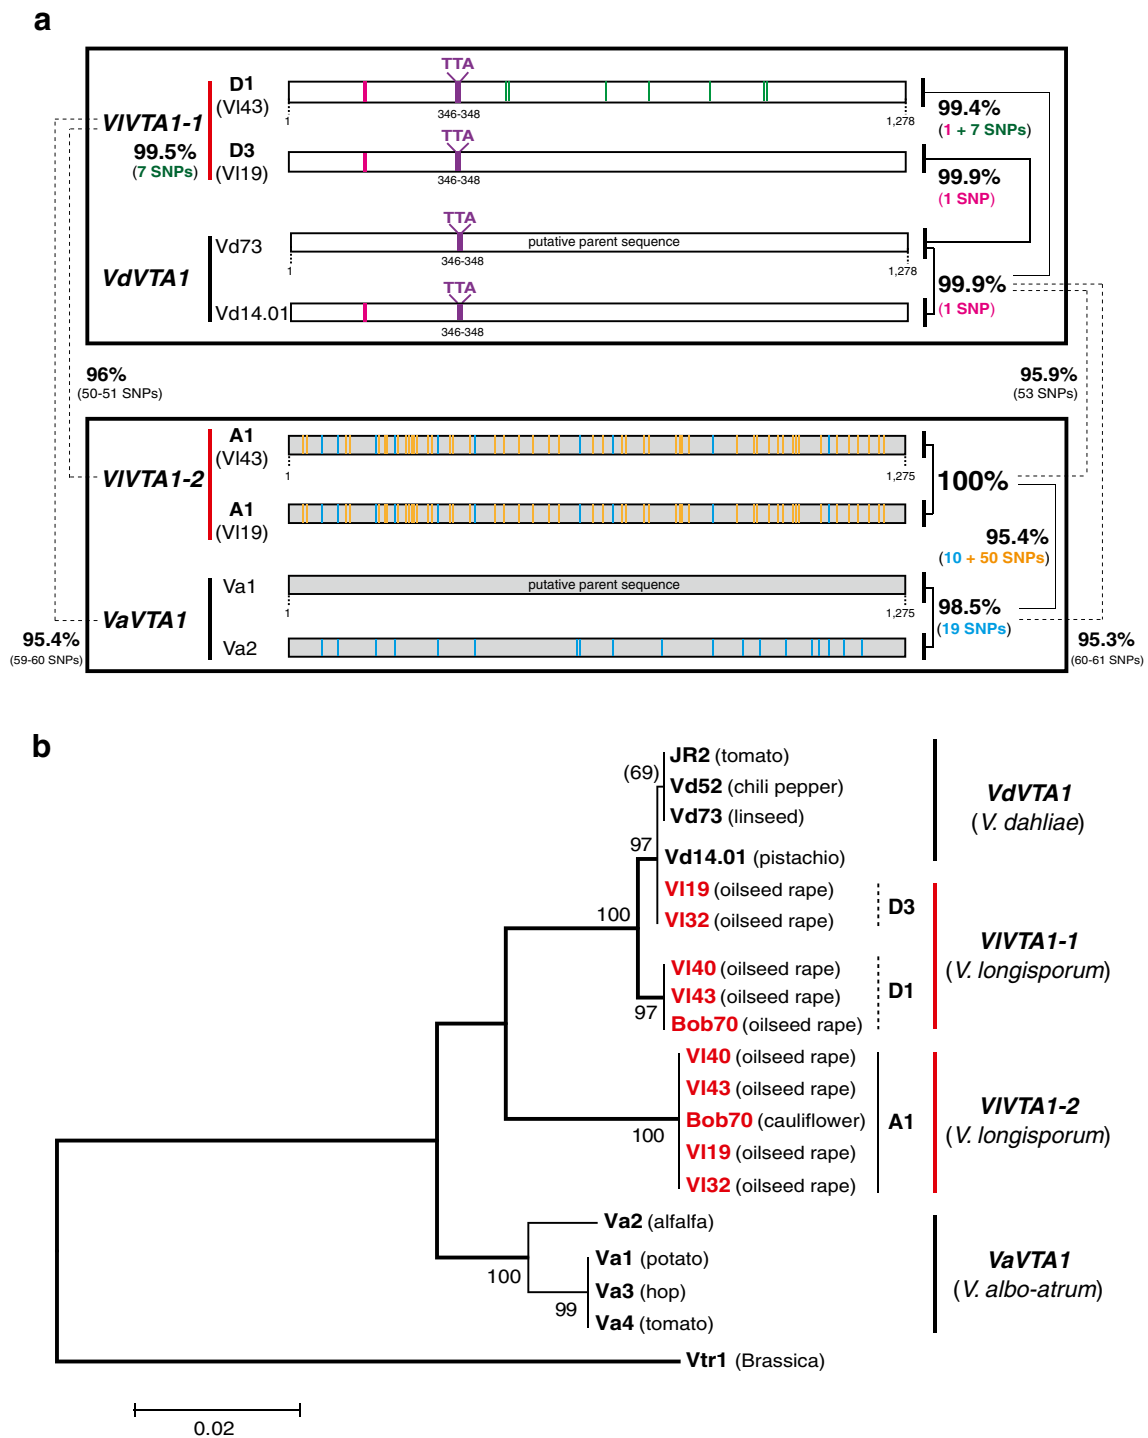 a
TTA
D1
(Vl43)
1
346-348
1,278
99.4%
(1 + 7 SNPs)
VlVTA1-1
99.5%
(7 SNPs)
TTA
D3
(Vl19)
346-348
99.9%
(1 SNP)
TTA
Vd73
putative parent sequence
1
346-348
1,278
VdVTA1
TTA
Vd14.01
346-348
99.9%
(1 SNP)
96%
(50-51 SNPs)
95.9%
(53 SNPs)
A1
(Vl43)
1
1,275
VlVTA1-2
100%
A1
(Vl19)
95.4%
(10 + 50 SNPs)
Va1
putative parent sequence
1
1,275
VaVTA1
98.5%
(19 SNPs)
Va2
95.4%
(59-60 SNPs)
95.3%
(60-61 SNPs)
b
JR2 (tomato)
(69)
Vd52 (chili pepper)
Vd73 (linseed)
VdVTA1
(V. dahliae)
97
Vd14.01 (pistachio)
Vl19 (oilseed rape)
D3
100
Vl32 (oilseed rape)
VlVTA1-1
(V. longisporum)
Vl40 (oilseed rape)
Vl43 (oilseed rape)
D1
97
Bob70 (oilseed rape)
Vl40 (oilseed rape)
Vl43 (oilseed rape)
Bob70 (cauliflower)
A1
VlVTA1-2
(V. longisporum)
100
Vl19 (oilseed rape)
Vl32 (oilseed rape)
Va2 (alfalfa)
Va1 (potato)
100
VaVTA1
(V. albo-atrum)
Va3 (hop)
99
Va4 (tomato)
Vtr1 (Brassica)
0.02